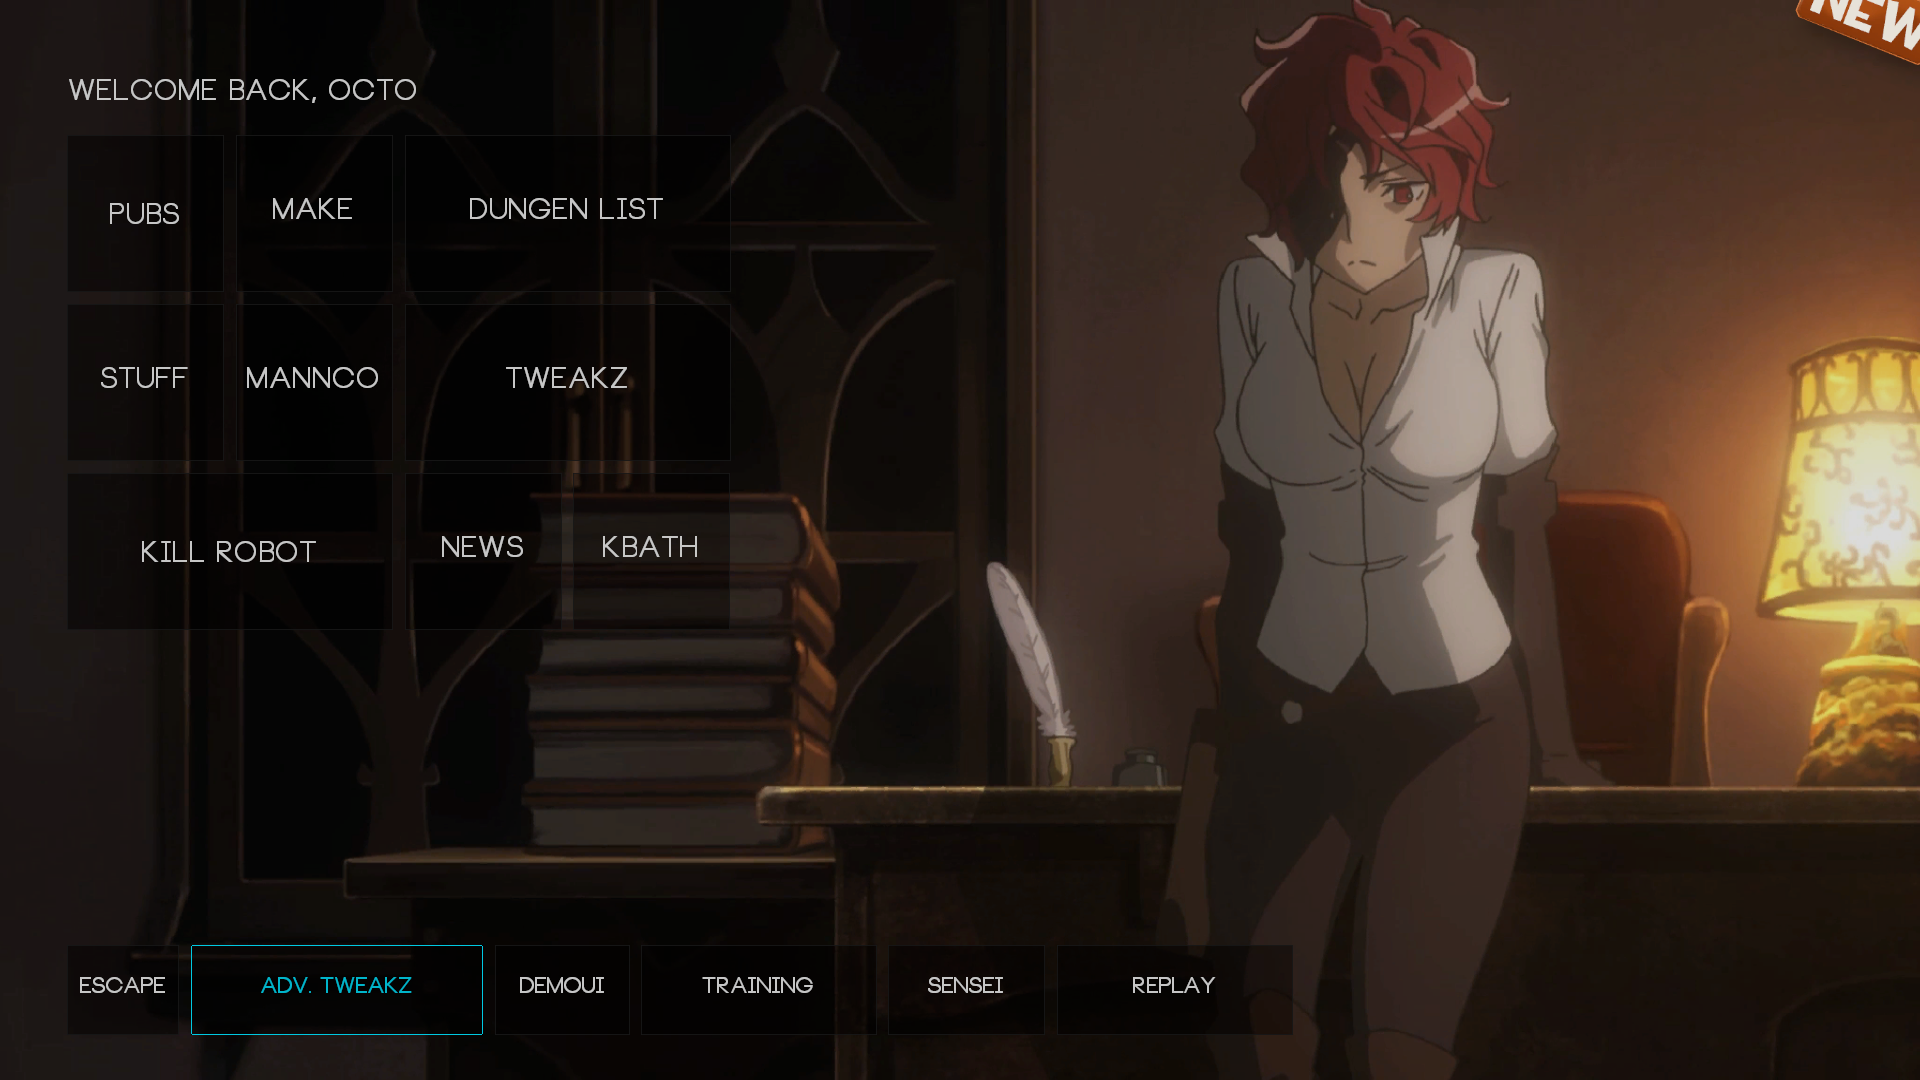 NEW
WELCOME BACK, OCTO
PUBS
MAKE
DUNGEN LIST
STUFF
MANNCO
TWEAKZ
KILL ROBOT
NEWS
KBATH
ESCAPE
ADV. TWEAKZ
DEMOUI
TRAINING
SENSEI
REPLAY